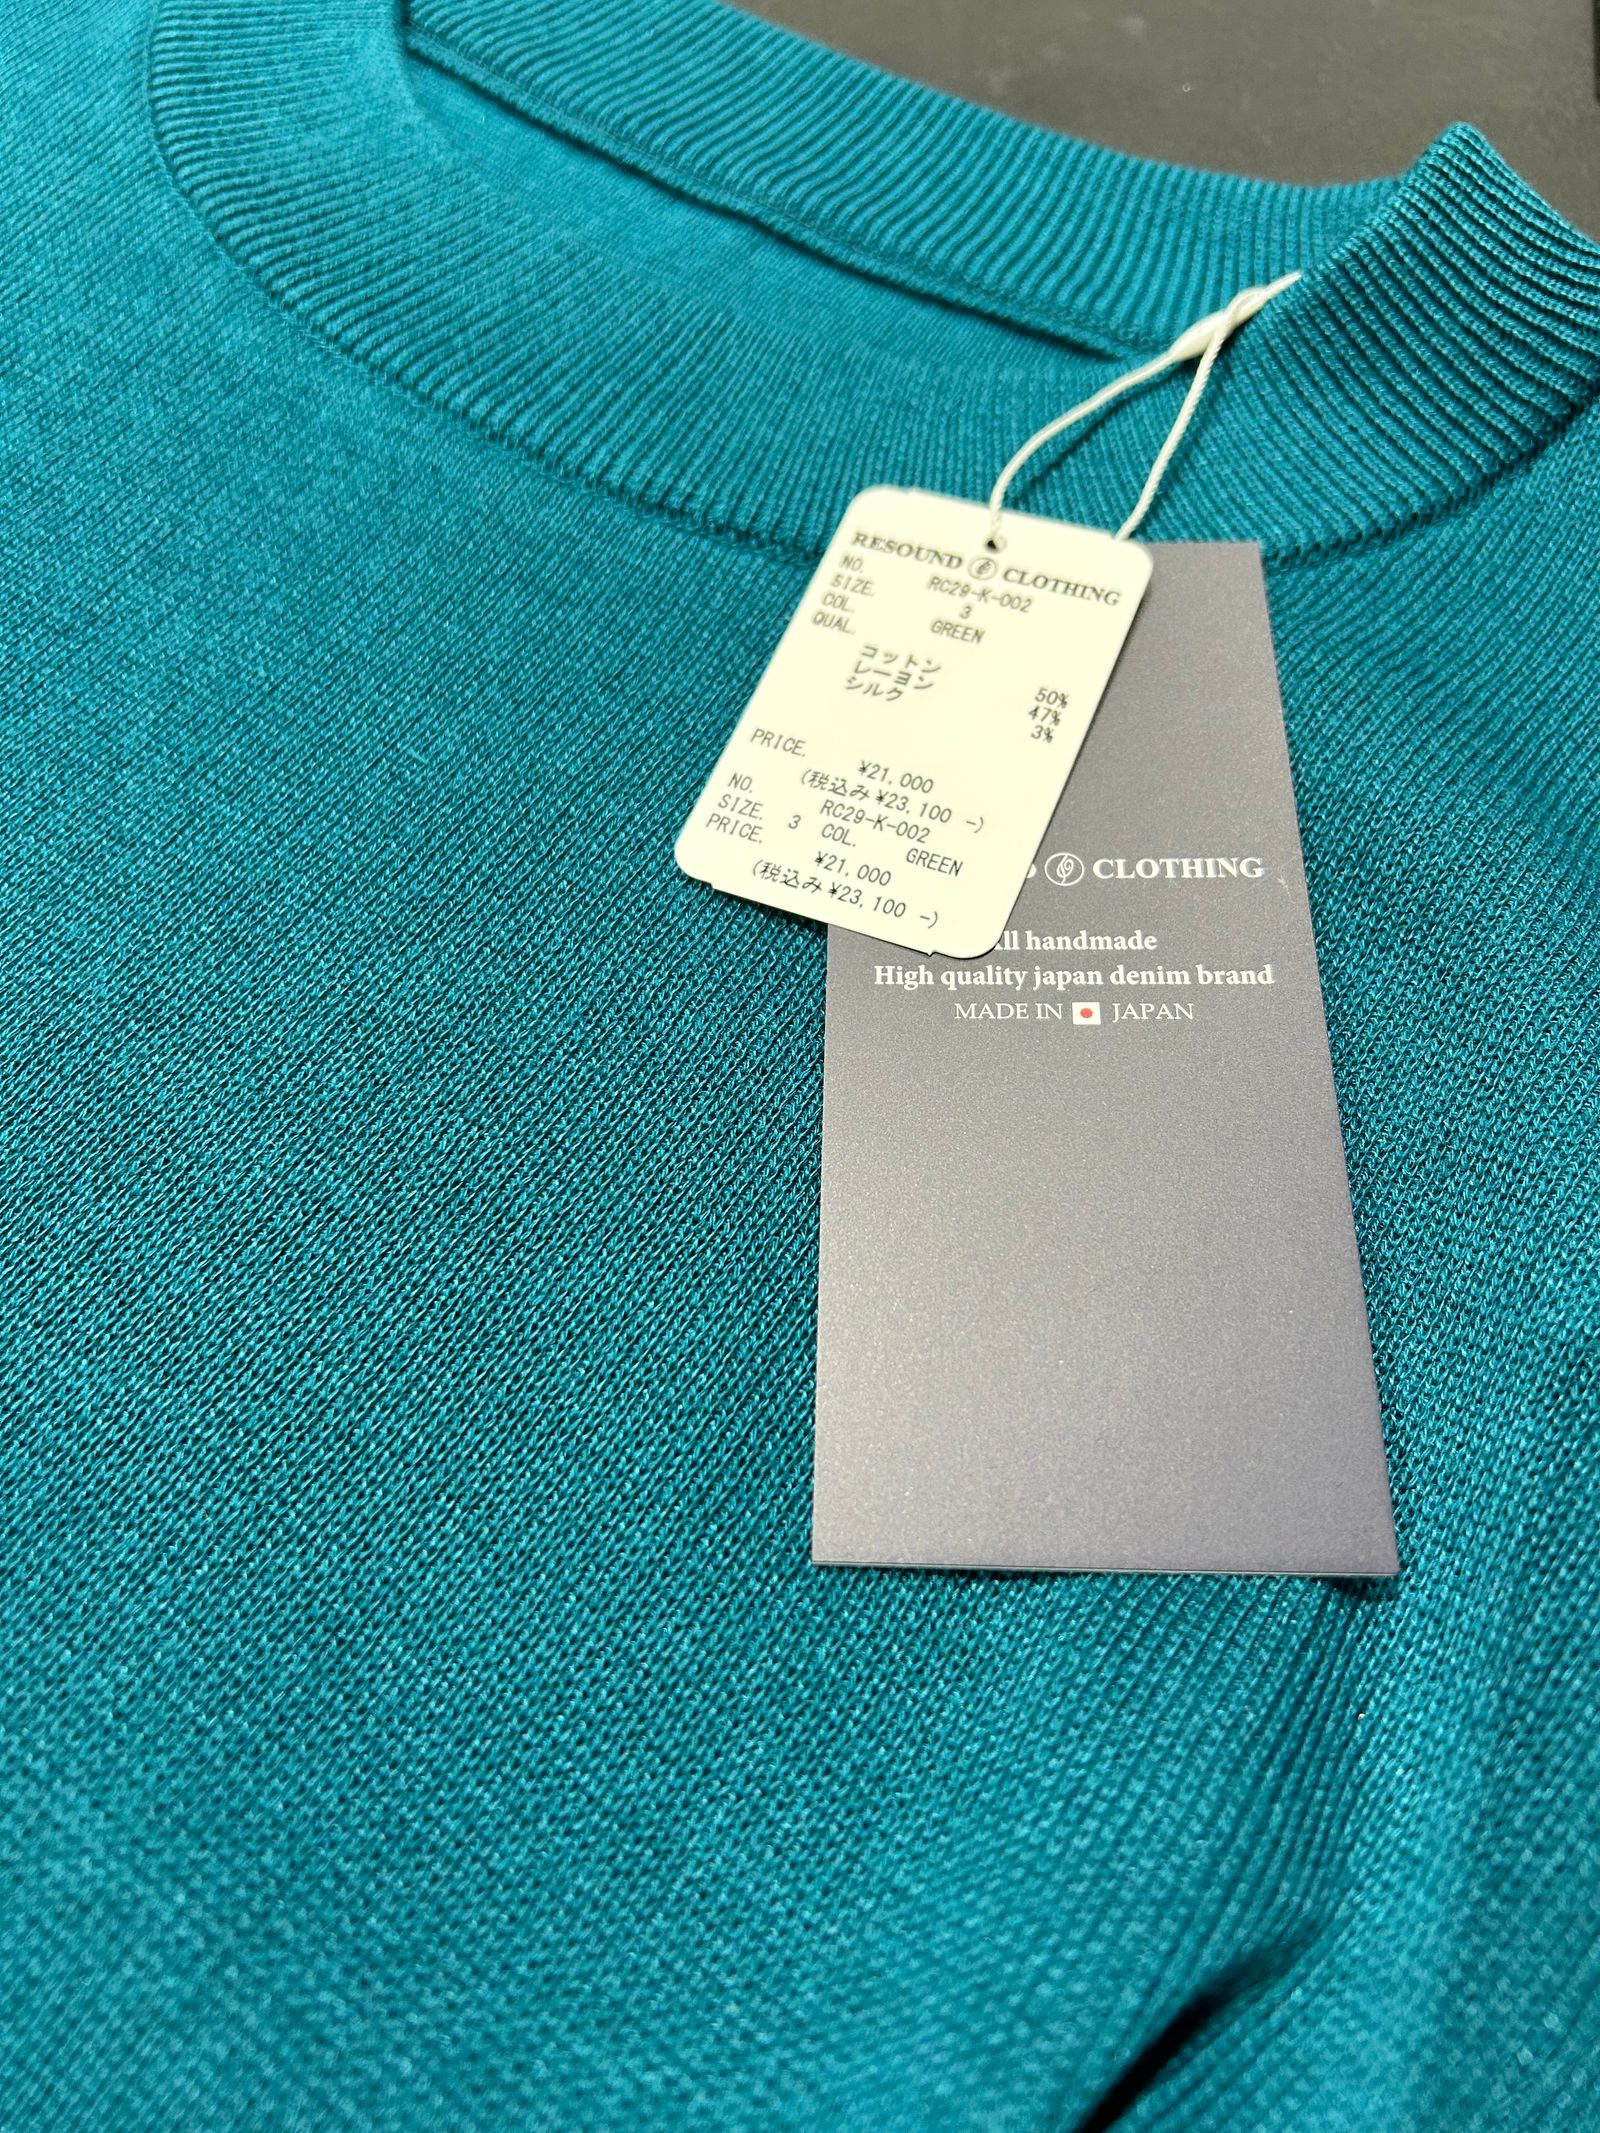 RESOUND CLOTHING
NO. RC29-K-002
SIZE. 3
COL. GREEN
QUAL.
コットン 50%
レーヨン 47%
シルク 3%
PRICE.
¥21,000
(税込み ¥23,100 -)
NO. RC29-K-002
SIZE. 3 COL. GREEN
PRICE. ¥21,000
(税込み ¥23,100 -)
CLOTHING
handmade
High quality japan denim brand
MADE IN JAPAN